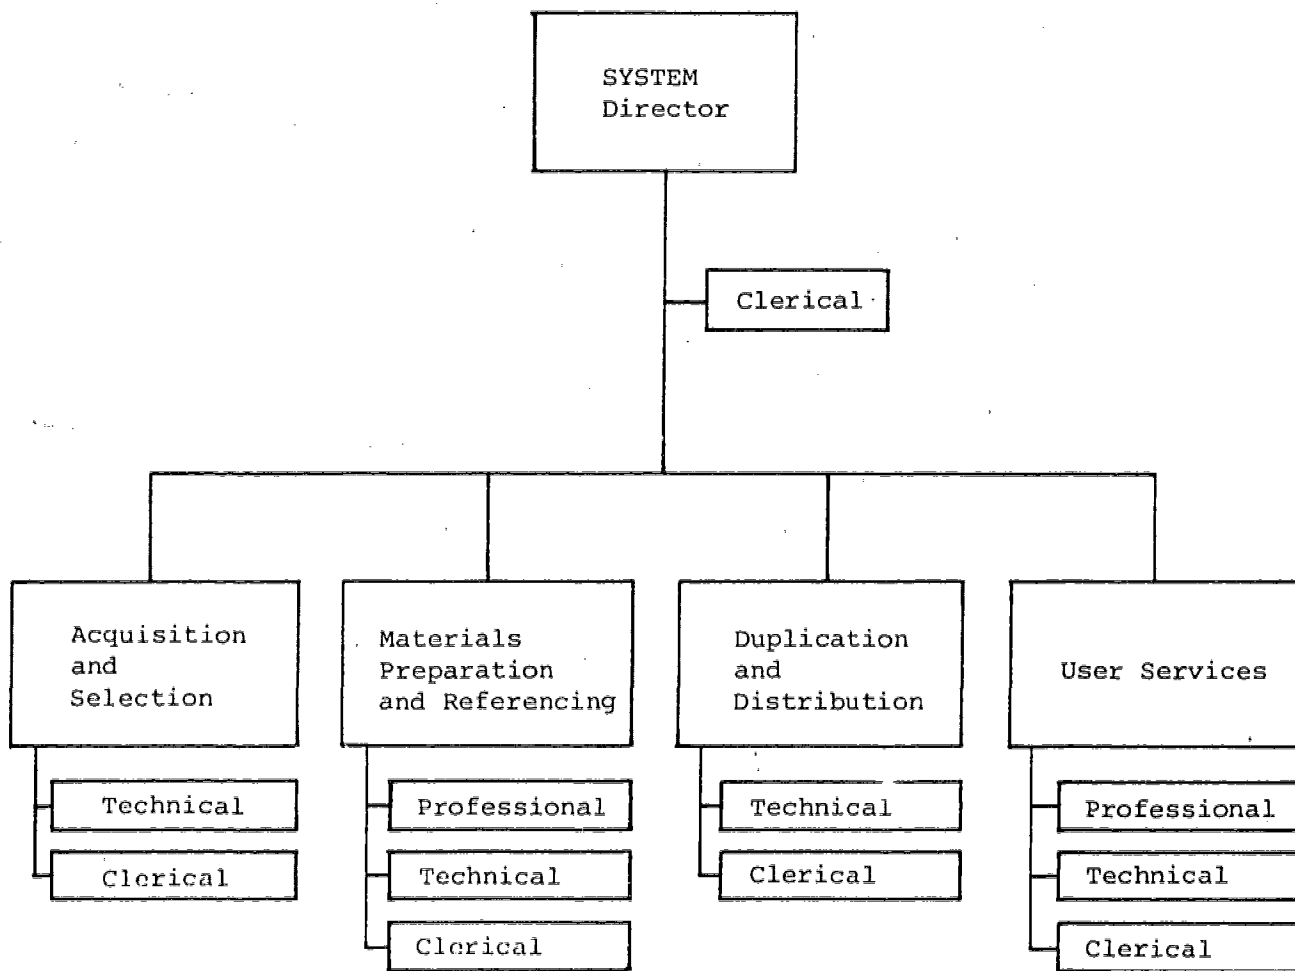 SYSTEM
Director
Clerical
Acquisition
and
Selection
Materials
Preparation
and Referencing
Duplication
and
Distribution
User Services
Technical
Clerical
Professional
Technical
Clerical
Technical
Clerical
Professional
Technical
Clerical